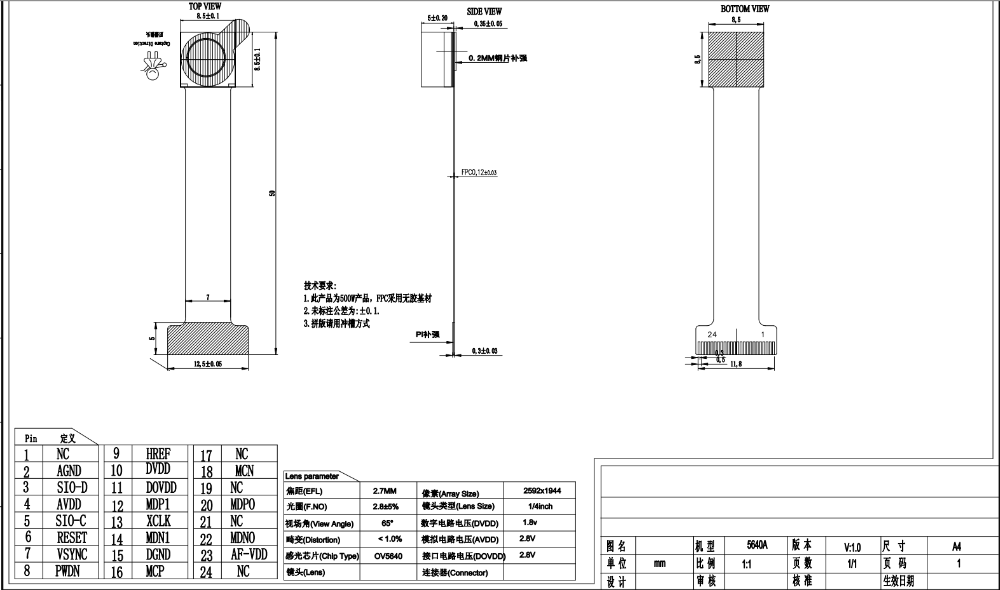 TOP VIEW
8.5±0.1
拍摄镜头
Capture Direction
8.5±0.1
50
7
5
12.5±0.05
SIDE VIEW
5±0.20
0.35±0.05
0.2MM钢片补强
FPC0.12±0.03
PI补强
0.3±0.03
BOTTOM VIEW
8.5
8.5
24 1
0.3
0.5
11.8
技术要求:
1.此产品为500W产品，FPC采用无胶基材
2.未标注公差为:±0.1.
3.拼版请用冲槽方式
Pin 定义
1 NC
2 AGND
3 SIO-D
4 AVDD
5 SIO-C
6 RESET
7 VSYNC
8 PWDN
9 HREF
10 DVDD
11 DOVDD
12 MDP1
13 XCLK
14 MDN1
15 DGND
16 MCP
17 NC
18 MCN
19 NC
20 MDPO
21 NC
22 MDNO
23 AF-VDD
24 NC
Lens parameter
焦距(EFL) 2.7MM 像素(Array Size) 2592x1944
光圈(F.NO) 2.8±5% 镜头类型(Lens Size) 1/4inch
视场角(View Angle) 65° 数字电路电压(DVDD) 1.8v
畸变(Distortion) < 1.0% 模拟电路电压(AVDD) 2.8V
感光芯片(Chip Type) OV5640 接口电路电压(DOVDD) 2.8V
镜头(Lens) 连接器(Connector)
图名 机型 5640A 版本 V:1.0 尺寸 A4
单位 mm 比例 1:1 页数 1/1 页码 1
设计 审核 核准 生效日期